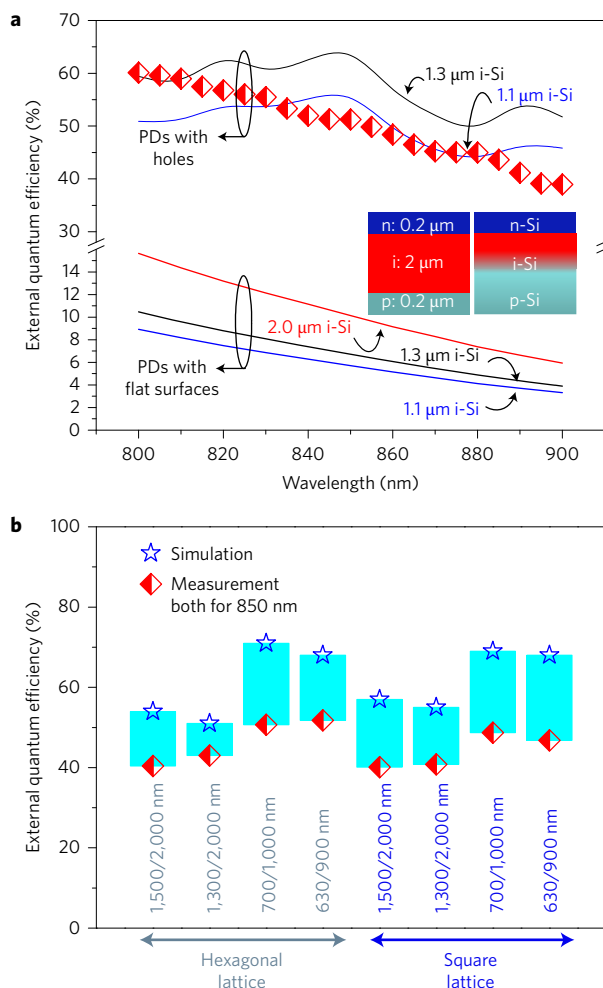 a
External quantum efficiency (%)
70
60
50
40
30
14
12
10
8
6
4
2
0
1.3 μm i-Si
1.1 μm i-Si
PDs with
holes
n: 0.2 μm
n-Si
i: 2 μm
i-Si
p: 0.2 μm
p-Si
2.0 μm i-Si
1.3 μm i-Si
PDs with
flat surfaces
1.1 μm i-Si
800
820
840
860
880
900
Wavelength (nm)
b
External quantum efficiency (%)
100
80
60
40
20
0
Simulation
Measurement
both for 850 nm
1,500/2,000 nm
1,300/2,000 nm
700/1,000 nm
630/900 nm
1,500/2,000 nm
1,300/2,000 nm
700/1,000 nm
630/900 nm
Hexagonal
lattice
Square
lattice